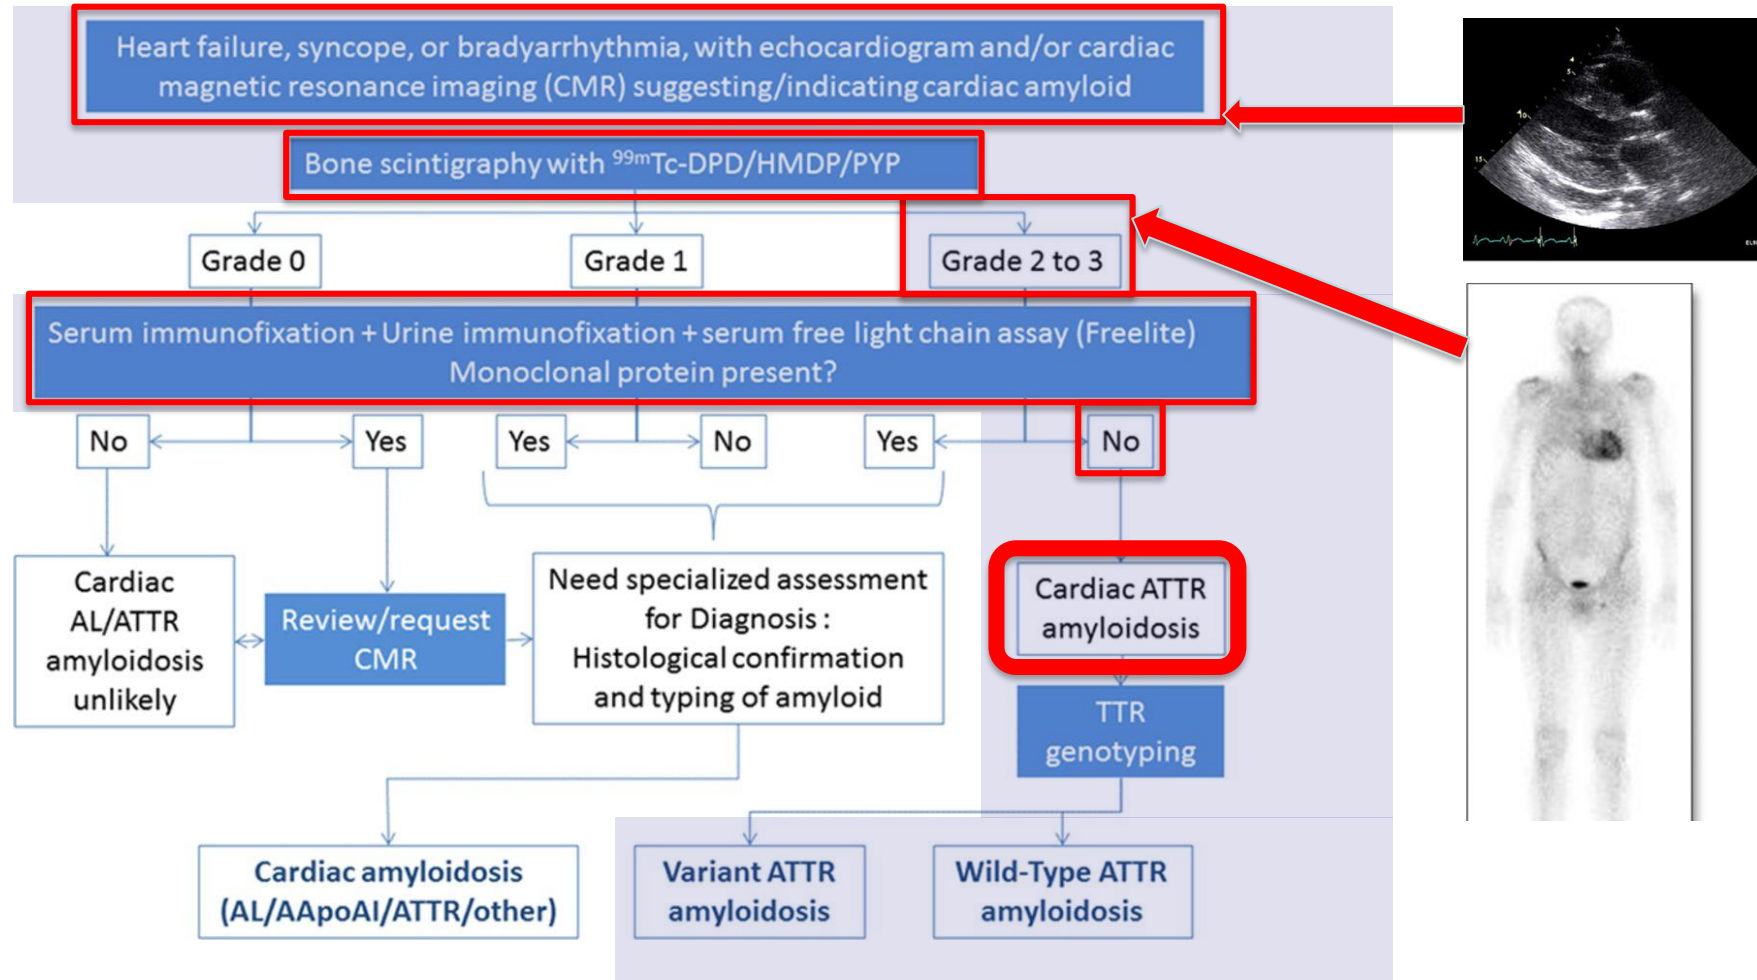 Heart failure, syncope, or bradyarrhythmia, with echocardiogram and/or cardiac
magnetic resonance imaging (CMR) suggesting/indicating cardiac amyloid
Bone scintigraphy with ⁹⁹ᵐTc-DPD/HMDP/PYP
Grade 0
Grade 1
Grade 2 to 3
Serum immunofixation + Urine immunofixation + serum free light chain assay (Freelite)
Monoclonal protein present?
No
Yes
Yes
No
Yes
No
Cardiac
AL/ATTR
amyloidosis
unlikely
Review/request
CMR
Need specialized assessment
for Diagnosis :
Histological confirmation
and typing of amyloid
Cardiac ATTR
amyloidosis
TTR
genotyping
Cardiac amyloidosis
(AL/AApoAI/ATTR/other)
Variant ATTR
amyloidosis
Wild-Type ATTR
amyloidosis